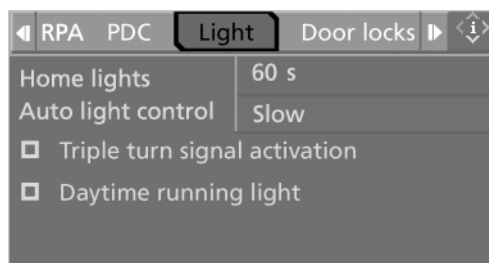 RPA PDC Light Door locks
Home lights 60 s
Auto light control Slow
Triple turn signal activation
Daytime running light